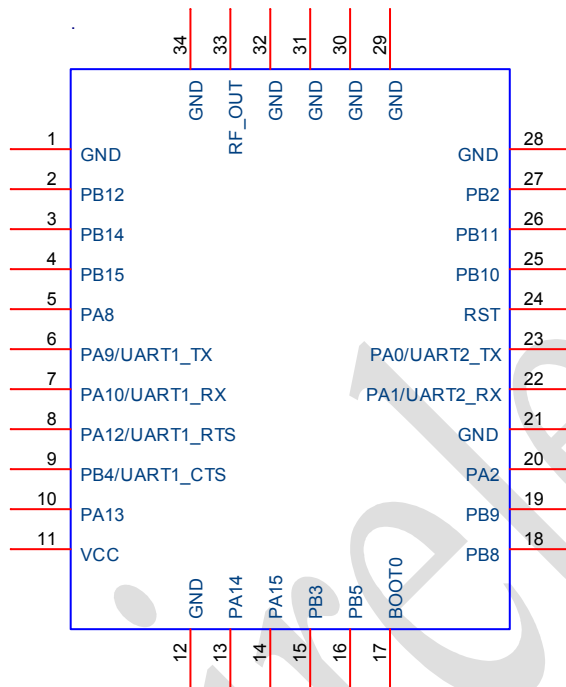 34 33 32 31 30 29
GND RF_OUT GND GND GND GND
1 GND GND 28
2 PB12 PB2 27
3 PB14 PB11 26
4 PB15 PB10 25
5 PA8 RST 24
6 PA9/UART1_TX PA0/UART2_TX 23
7 PA10/UART1_RX PA1/UART2_RX 22
8 PA12/UART1_RTS GND 21
9 PB4/UART1_CTS PA2 20
10 PA13 PB9 19
11 VCC PB8 18
GND PA14 PA15 PB3 PB5 BOOT0
12 13 14 15 16 17